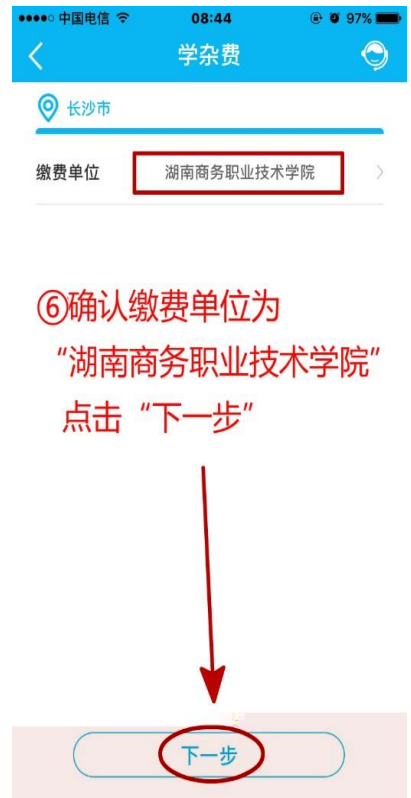 中国电信 08:44 97%
学杂费
长沙市
缴费单位 湖南商务职业技术学院
⑥确认缴费单位为
“湖南商务职业技术学院”
点击“下一步”
下一步